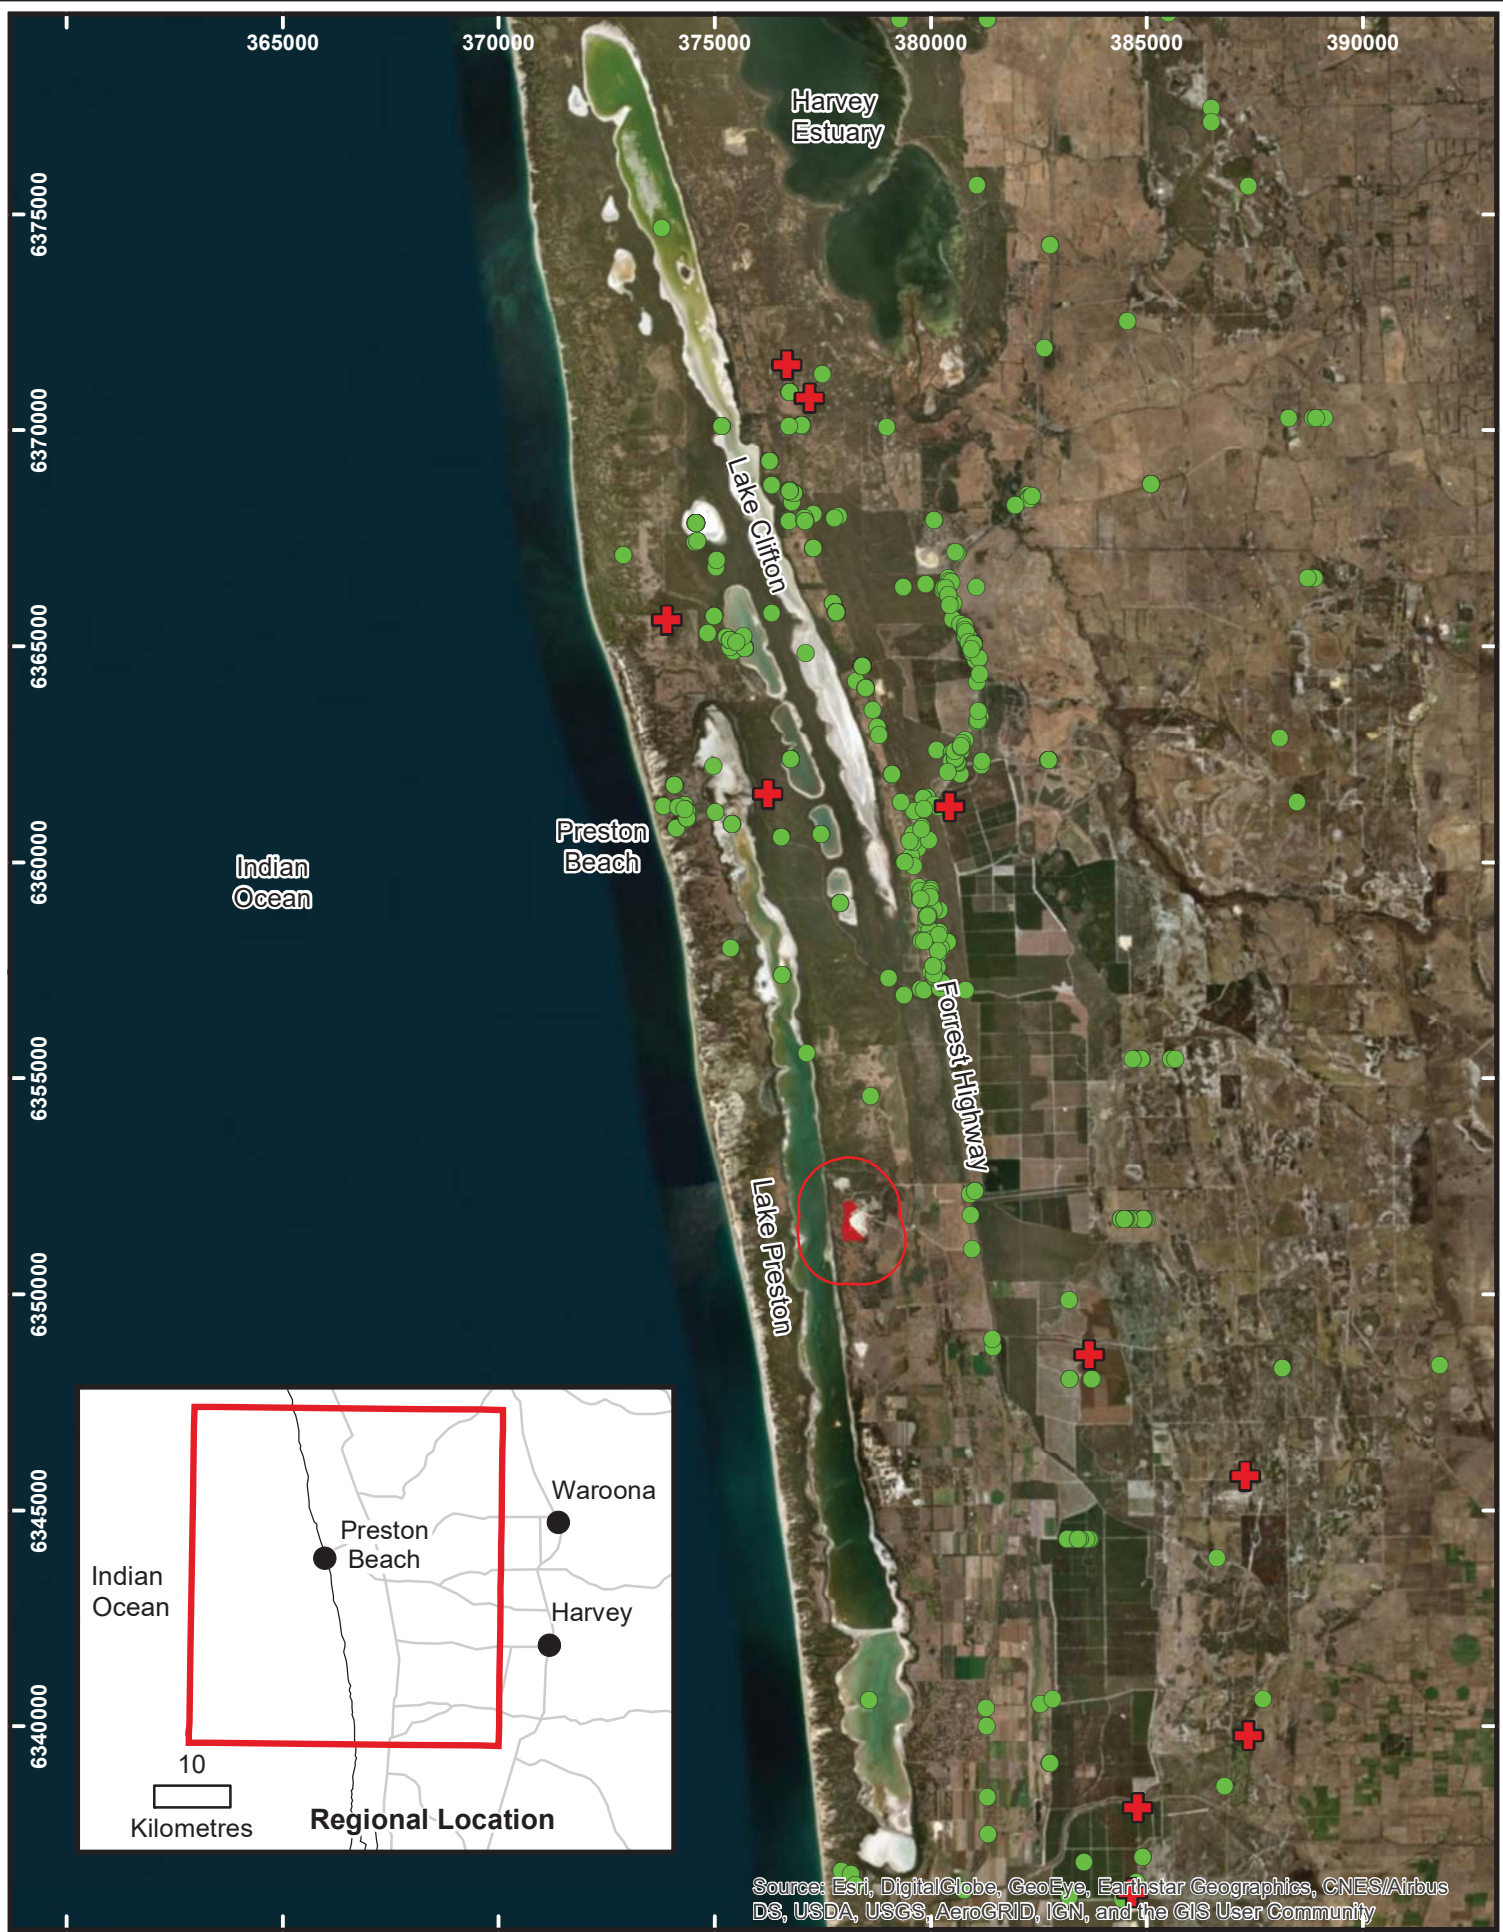 365000
370000
375000
380000
385000
390000
Harvey
Estuary
6375000
6370000
Lake Clifton
6365000
Preston
Beach
Indian
Ocean
6360000
Forrest Highway
6355000
Lake Preston
6350000
Waroona
Preston
Beach
6345000
Indian
Ocean
Harvey
6340000
10
Kilometres
Regional Location
Source: Esri, DigitalGlobe, GeoEye, Earthstar Geographics, CNES/Airbus
DS, USDA, USGS, AeroGRID, IGN, and the GIS User Community